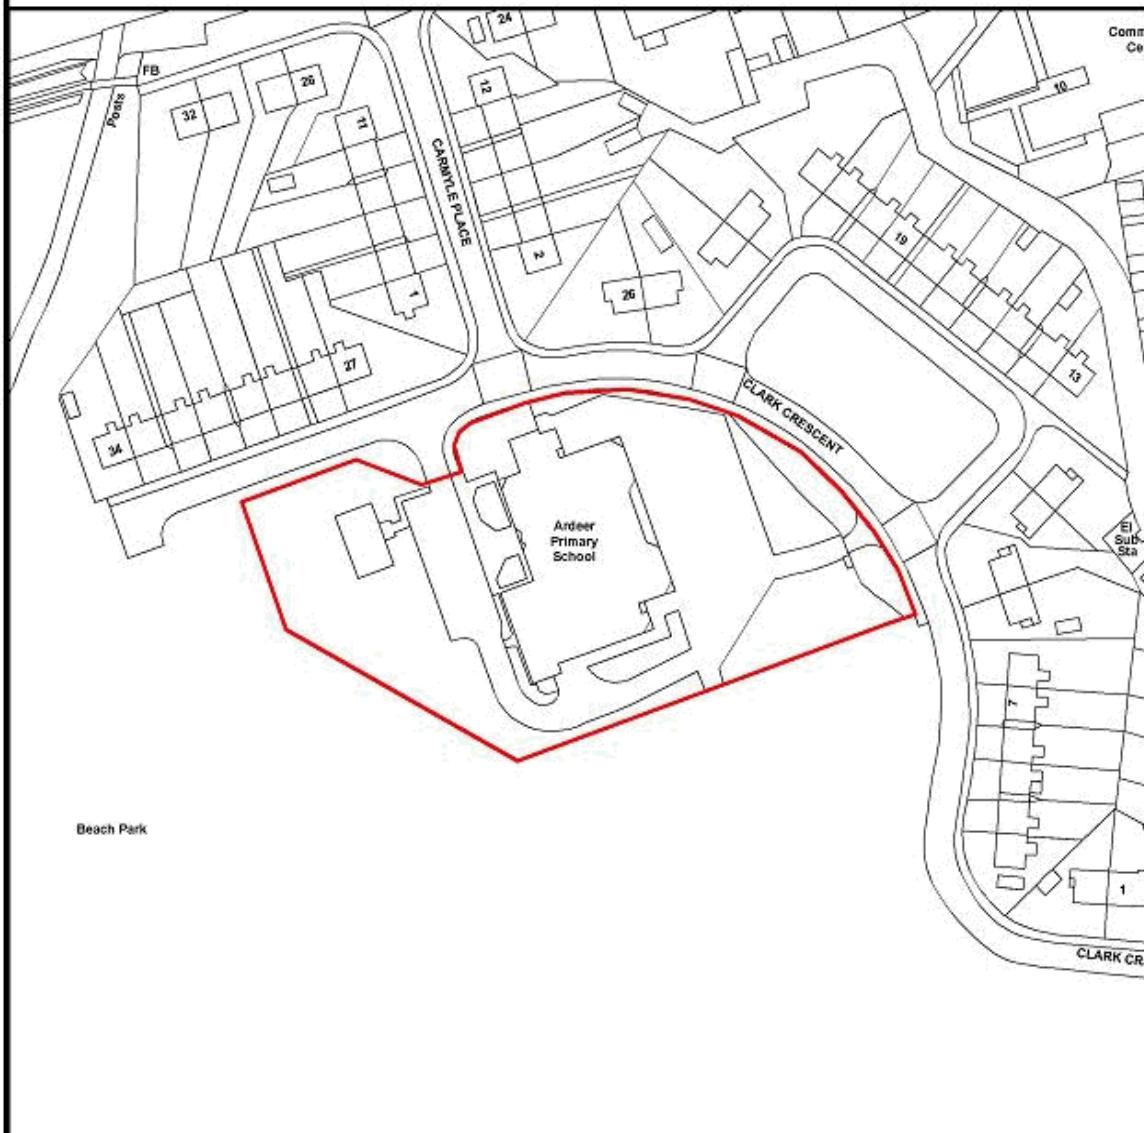 24
Comm
Ce
FB
26
10
12
Posts
32
11
CARMYLE PLACE
19
2
26
1
13
27
CLARK CRESCENT
34
Ardeer
Primary
School
El
Sub
Sta
7
Beach Park
1
CLARK CR